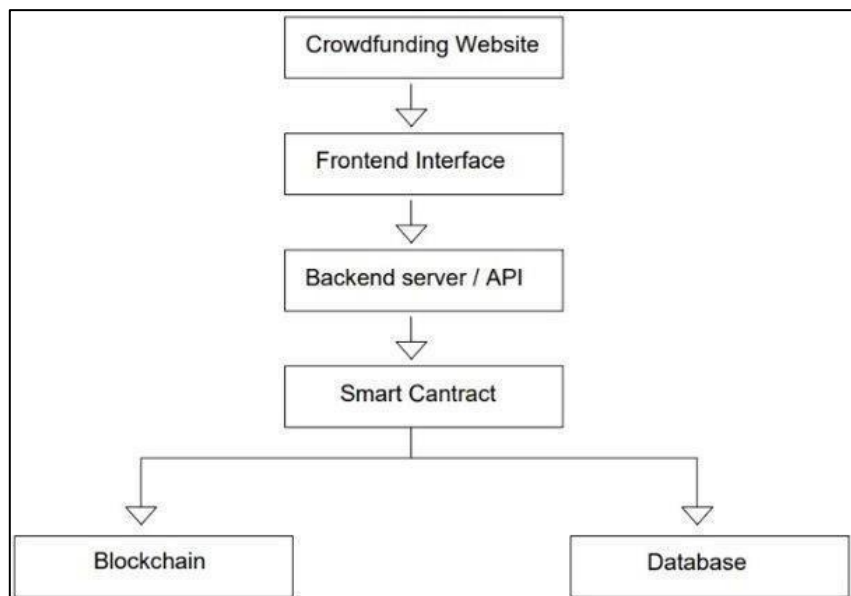 Crowdfunding Website
Frontend Interface
Backend server / API
Smart Cantract
Blockchain
Database